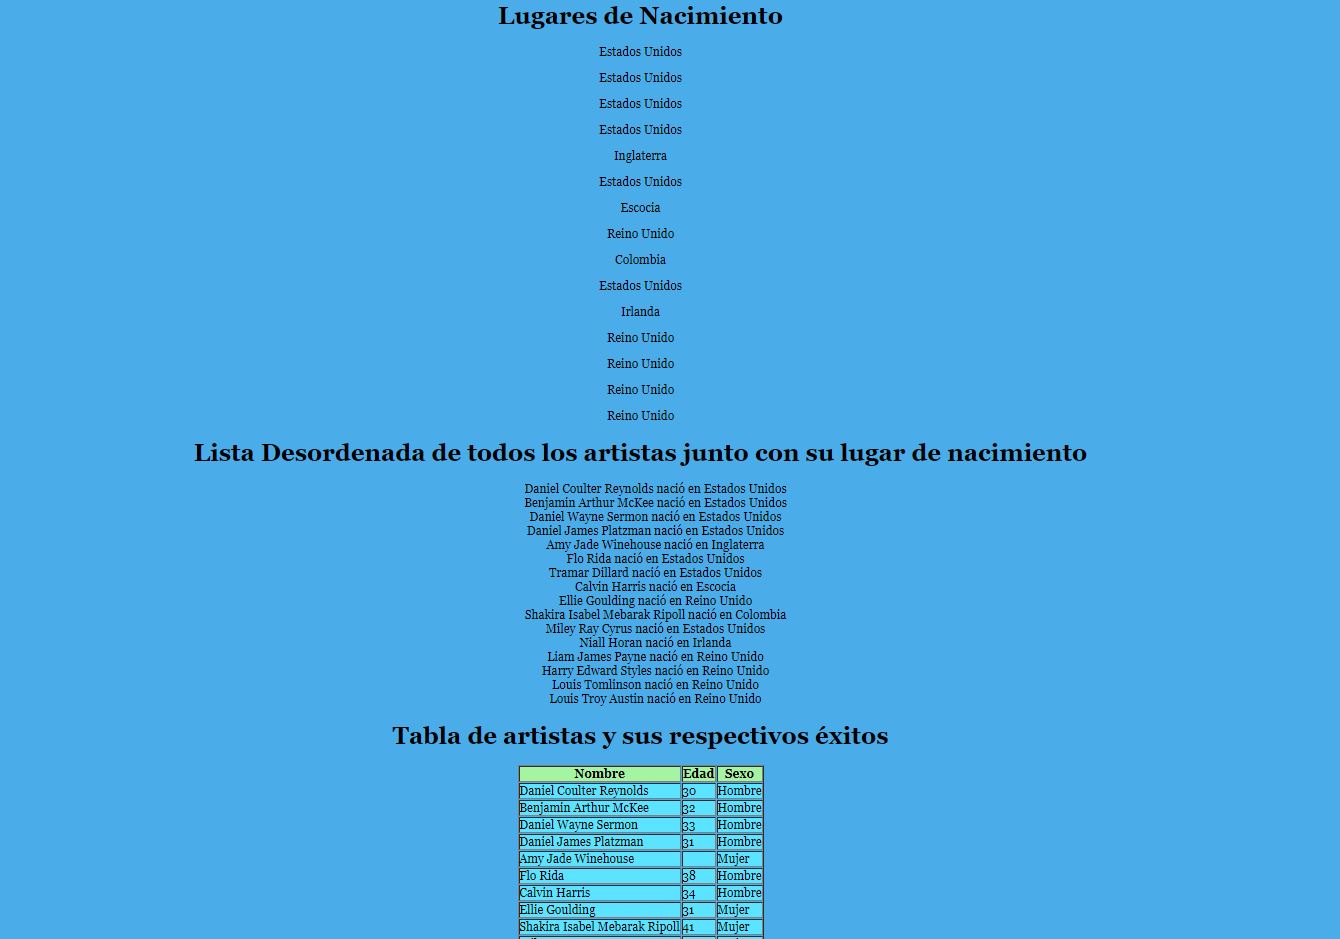 Lugares de Nacimiento
Estados Unidos
Estados Unidos
Estados Unidos
Estados Unidos
Inglaterra
Estados Unidos
Escocia
Reino Unido
Colombia
Estados Unidos
Irlanda
Reino Unido
Reino Unido
Reino Unido
Reino Unido
Lista Desordenada de todos los artistas junto con su lugar de nacimiento
Daniel Coulter Reynolds nació en Estados Unidos
Benjamin Arthur McKee nació en Estados Unidos
Daniel Wayne Sermon nació en Estados Unidos
Daniel James Platzman nació en Estados Unidos
Amy Jade Winehouse nació en Inglaterra
Flo Rida nació en Estados Unidos
Tramar Dillard nació en Estados Unidos
Calvin Harris nació en Escocia
Ellie Goulding nació en Reino Unido
Shakira Isabel Mebarak Ripoll nació en Colombia
Miley Ray Cyrus nació en Estados Unidos
Niall Horan nació en Irlanda
Liam James Payne nació en Reino Unido
Harry Edward Styles nació en Reino Unido
Louis Tomlinson nació en Reino Unido
Louis Troy Austin nació en Reino Unido
Tabla de artistas y sus respectivos éxitos
Nombre Edad Sexo
Daniel Coulter Reynolds 30 Hombre
Benjamin Arthur McKee 32 Hombre
Daniel Wayne Sermon 33 Hombre
Daniel James Platzman 31 Hombre
Amy Jade Winehouse Mujer
Flo Rida 38 Hombre
Calvin Harris 34 Hombre
Ellie Goulding 31 Mujer
Shakira Isabel Mebarak Ripoll 41 Mujer